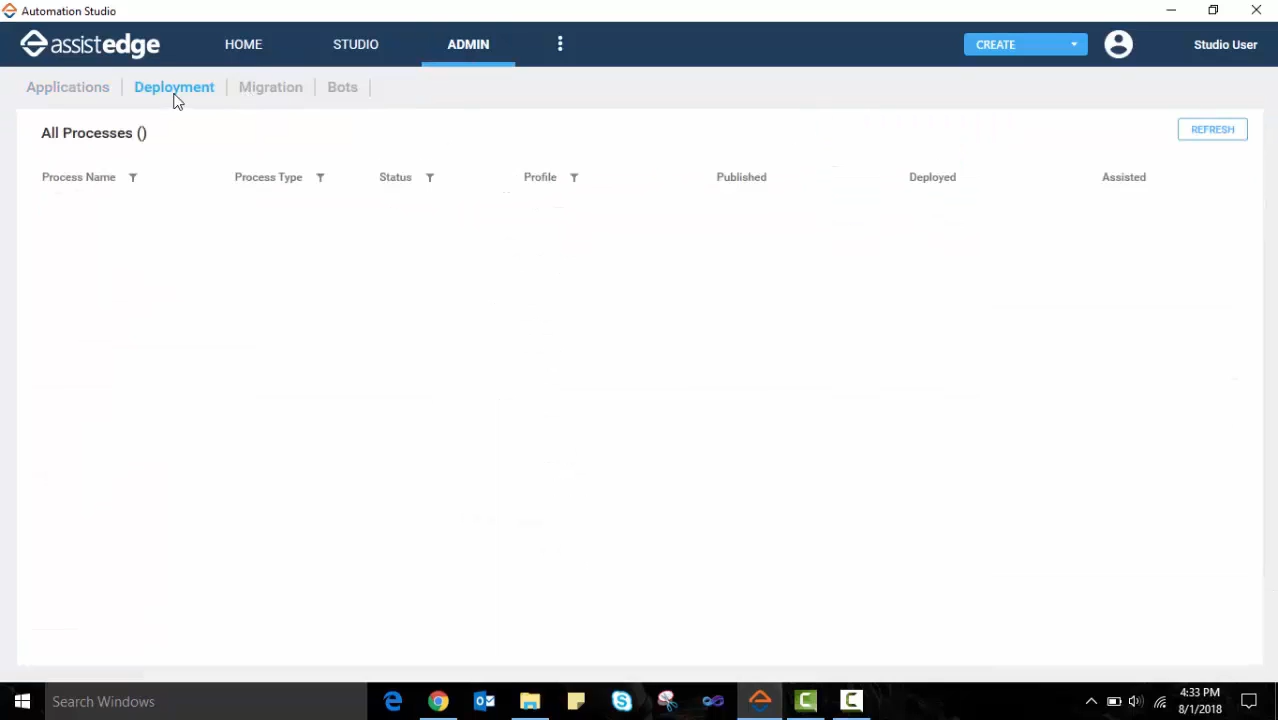 Automation Studio
assistedge HOME STUDIO ADMIN CREATE Studio User
Applications Deployment Migration Bots
All Processes () REFRESH
Process Name Process Type Status Profile Published Deployed Assisted
Search Windows 4:33 PM
8/1/2018